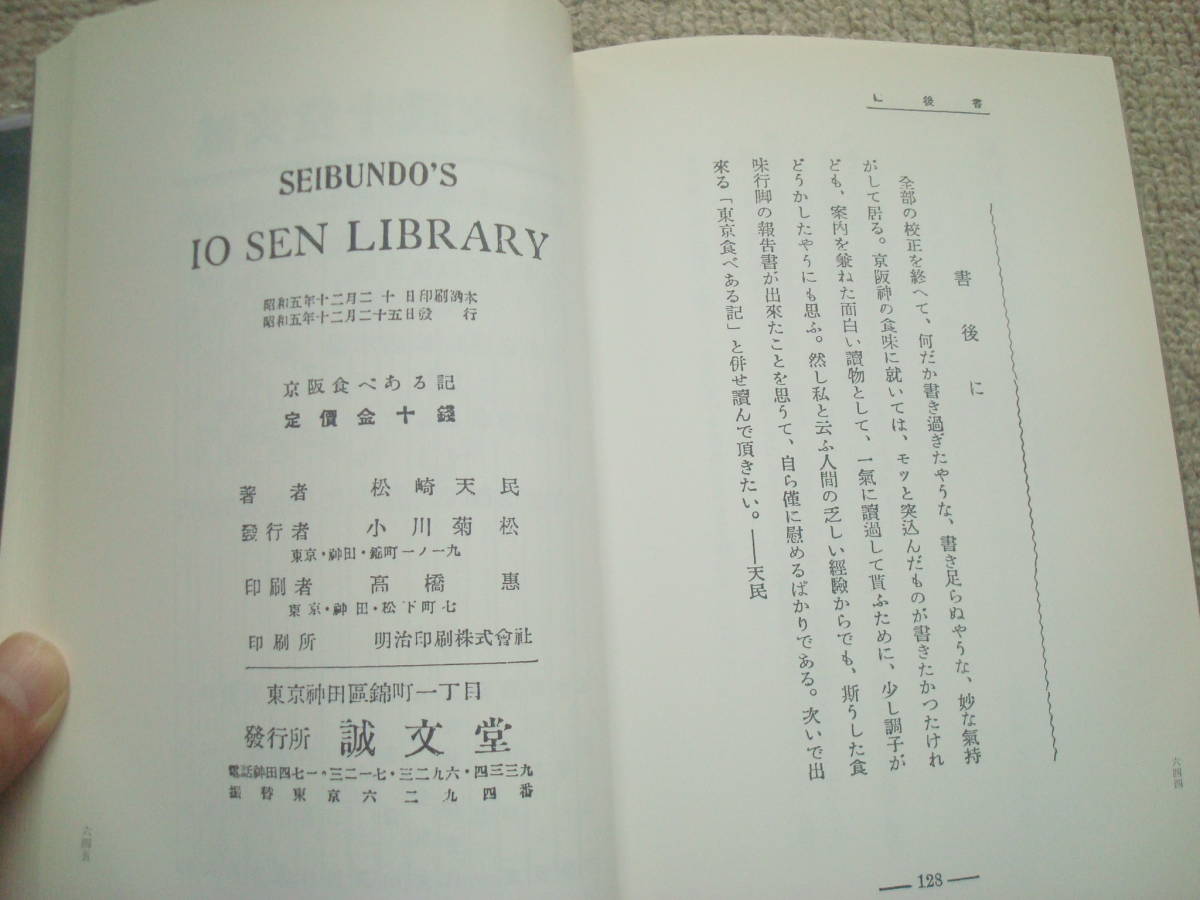 書後に
書後に
全部の校正を終へて、何だか書き過ぎたやうな、書き足らぬやうな、妙な氣持
がして居る。京阪神の食味に就いては、モッと突込んだものが書きたかつたけれ
ども、案内を兼ねた面白い讀物として、一氣に讀過して貰ふために、少し調子が
どうかしたやうにも思ふ。然し私と云ふ人間の乏しい經驗からでも、斯うした食
味行脚の報告書が出來たことを思うて、自ら僅に慰めるばかりである。次いで出
來る「東京食べある記」と併せ讀んで頂きたい。——天民
128
六四四
SEIBUNDO'S
10 SEN LIBRARY
昭和五年十二月二十日印刷納本
昭和五年十二月二十五日發行
京阪食べある記
定價金十錢
著者 松崎天民
發行者 小川菊松
東京・神田・錦町一ノ一九
印刷者 高橋惠
東京・神田・松下町七
印刷所 明治印刷株式會社
東京神田區錦町一丁目
發行所 誠文堂
電話神田四七一・三二一七・三二九六・四三三九
振替東京六二九四番
六四五